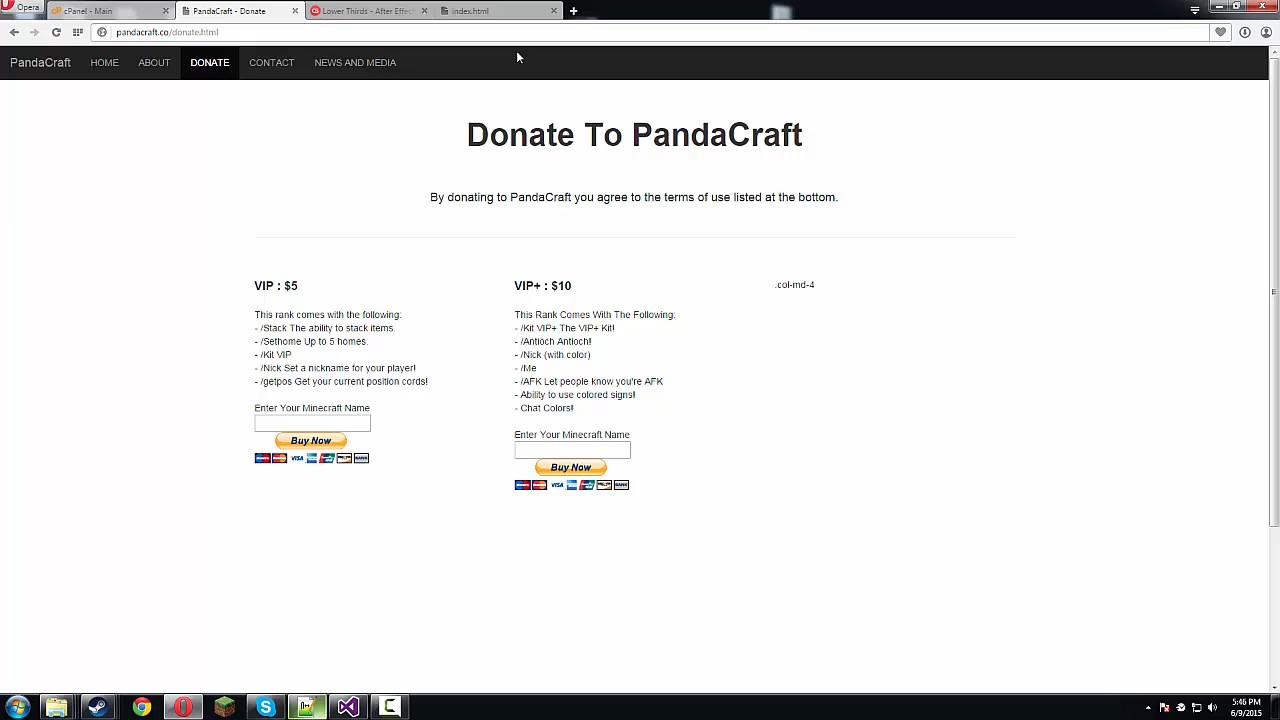 Opera
cPanel - Main
PandaCraft - Donate
Lower Thirds - After Effec
index.html
pandacraft.co/donate.html
PandaCraft
HOME
ABOUT
DONATE
CONTACT
NEWS AND MEDIA
Donate To PandaCraft
By donating to PandaCraft you agree to the terms of use listed at the bottom.
VIP : $5
This rank comes with the following:
- /Stack The ability to stack items.
- /Sethome Up to 5 homes.
- /Kit VIP
- /Nick Set a nickname for your player!
- /getpos Get your current position cords!
Enter Your Minecraft Name
Buy Now
VISA
VIP+ : $10
This Rank Comes With The Following:
- /Kit VIP+ The VIP+ Kit!
- /Antioch Antioch!
- /Nick (with color)
- /Me
- /AFK Let people know you're AFK
- Ability to use colored signs!
- Chat Colors!
Enter Your Minecraft Name
Buy Now
VISA
.col-md-4
5:46 PM
6/9/2015